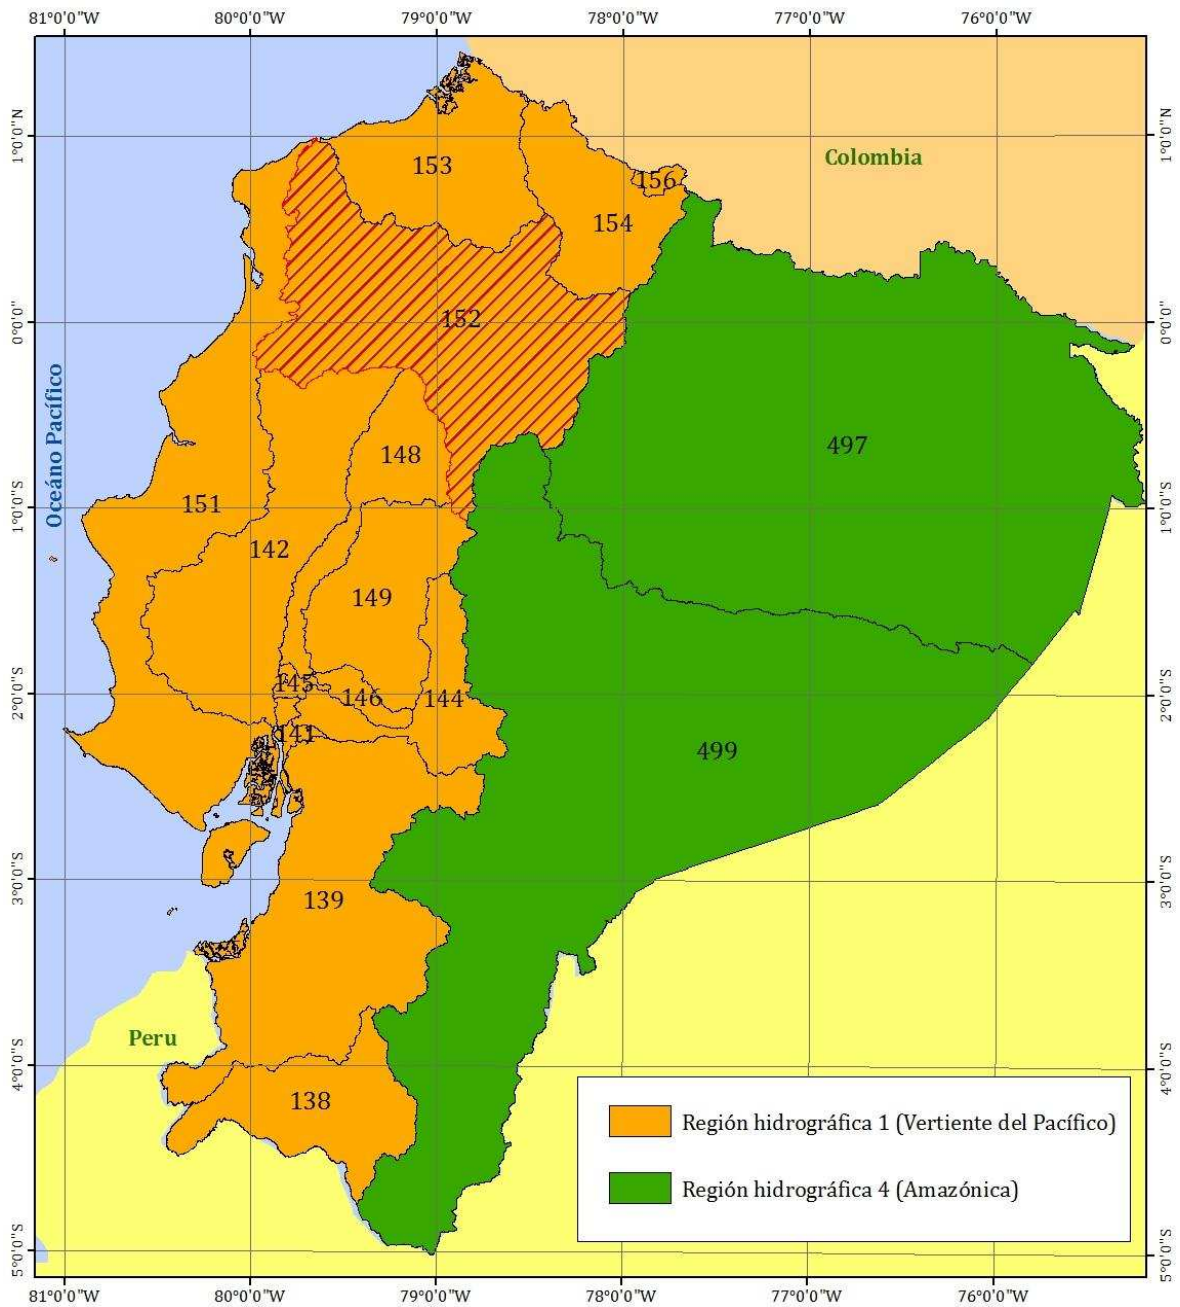 81°0'0"W 80°0'0"W 79°0'0"W 78°0'0"W 77°0'0"W 76°0'0"W
1°0'0"N
1°0'0"N
153
Colombia
156
154
0°0'0"
152
0°0'0"
Océano Pacífico
148
497
151
1°0'0"S
1°0'0"S
142
149
145
146
144
2°0'0"S
2°0'0"S
141
499
3°0'0"S
139
3°0'0"S
Peru
4°0'0"S
4°0'0"S
138
Región hidrográfica 1 (Vertiente del Pacífico)
Región hidrográfica 4 (Amazónica)
5°0'0"S
5°0'0"S
81°0'0"W 80°0'0"W 79°0'0"W 78°0'0"W 77°0'0"W 76°0'0"W